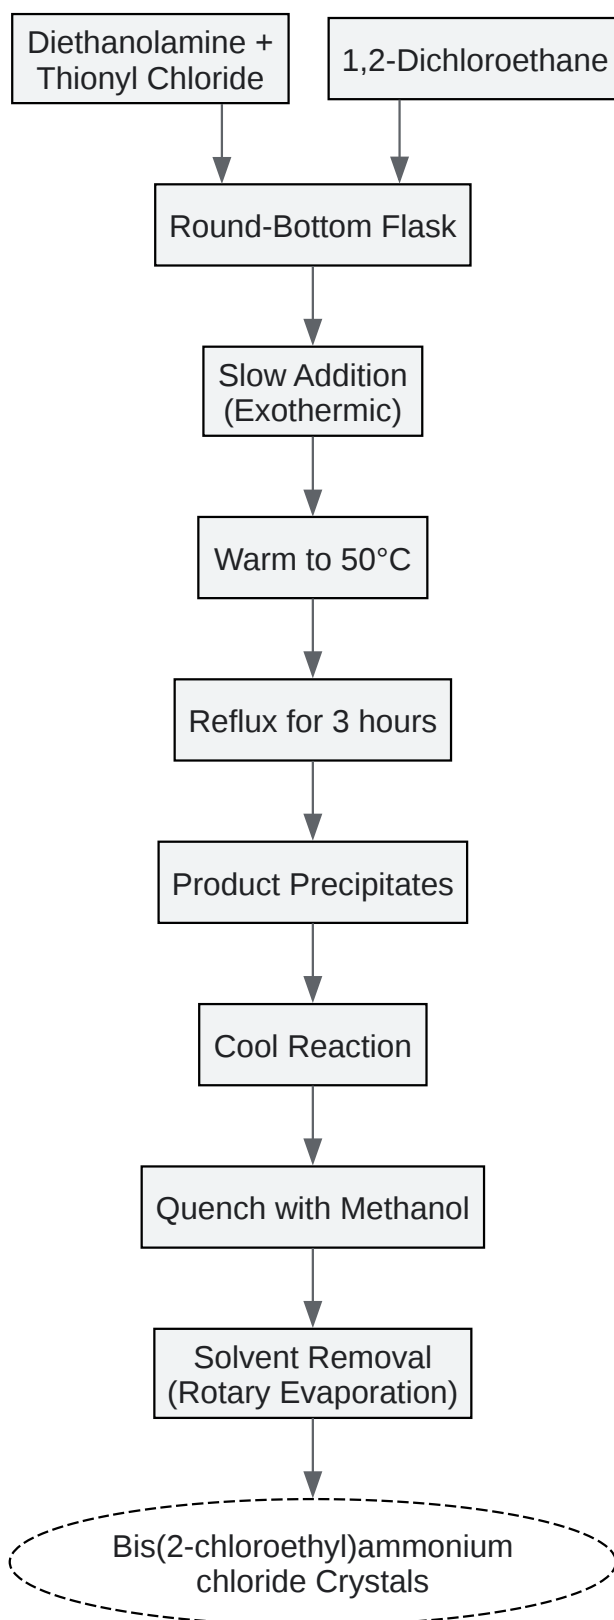 Diethanolamine +
Thionyl Chloride
1,2-Dichloroethane
Round-Bottom Flask
Slow Addition
(Exothermic)
Warm to 50°C
Reflux for 3 hours
Product Precipitates
Cool Reaction
Quench with Methanol
Solvent Removal
(Rotary Evaporation)
Bis(2-chloroethyl)ammonium
chloride Crystals